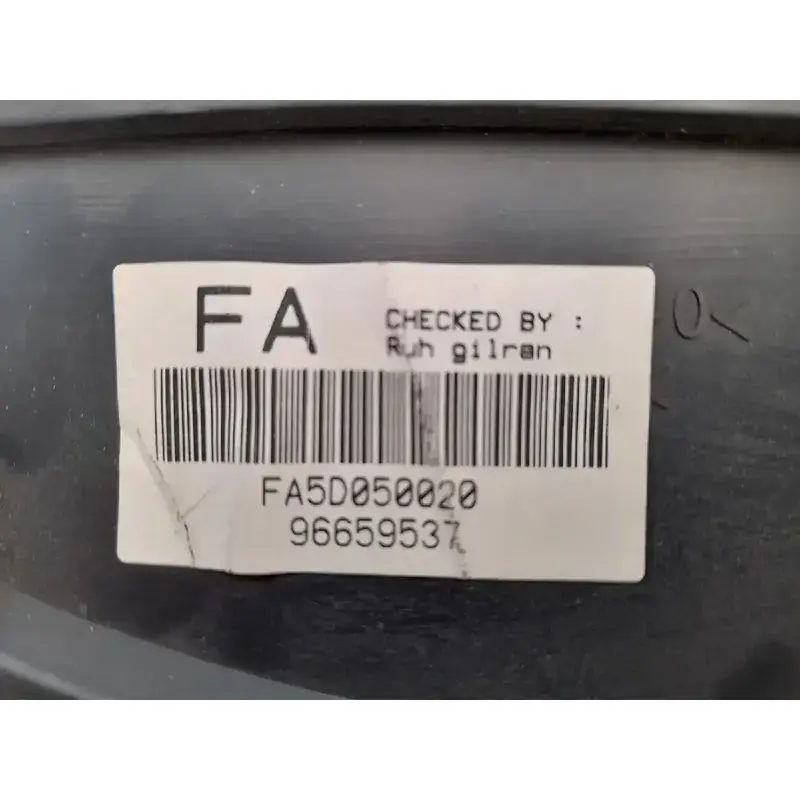 FA
CHECKED BY :
Ruh gilran
FA5D050020
96659537